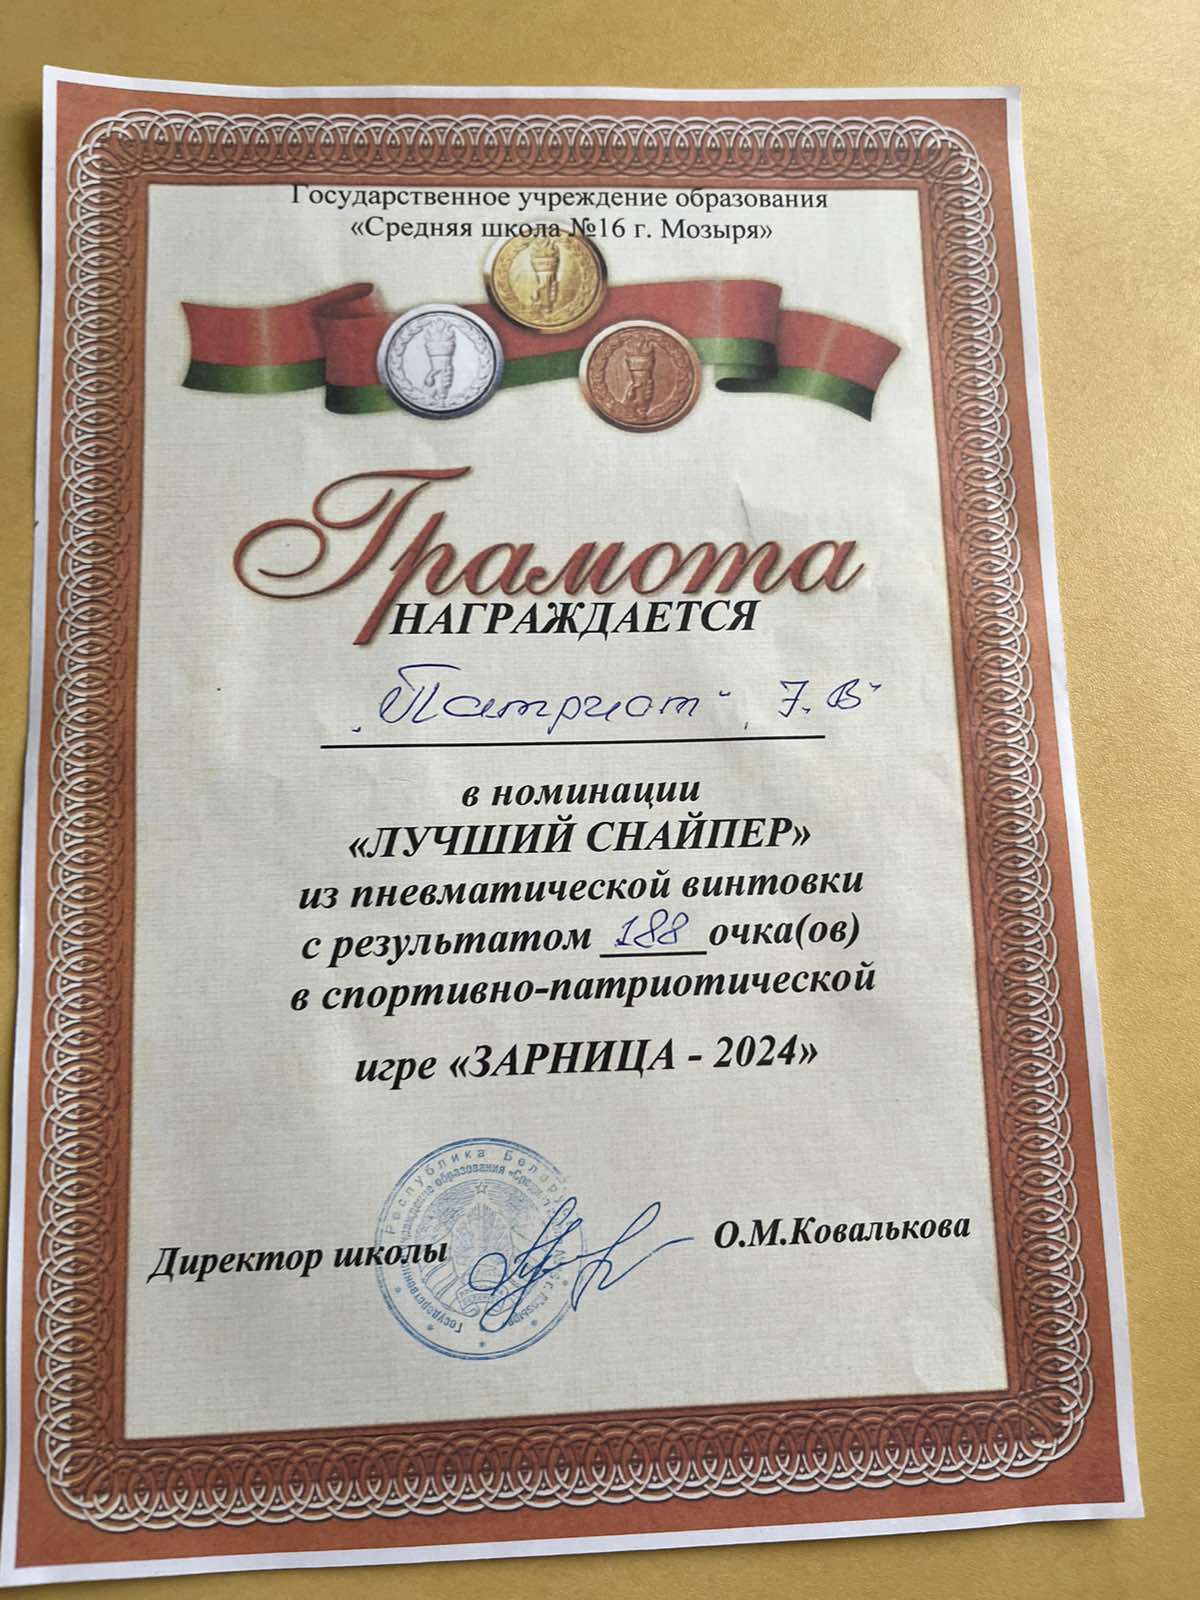 Государственное учреждение образования
«Средняя школа №16 г. Мозыря»
Грамота
НАГРАЖДАЕТСЯ
„Патриот", 7 „В"
в номинации
«ЛУЧШИЙ СНАЙПЕР»
из пневматической винтовки
с результатом 188 очка(ов)
в спортивно-патриотической
игре «ЗАРНИЦА - 2024»
Республика
Директор школы
О.М.Ковалькова